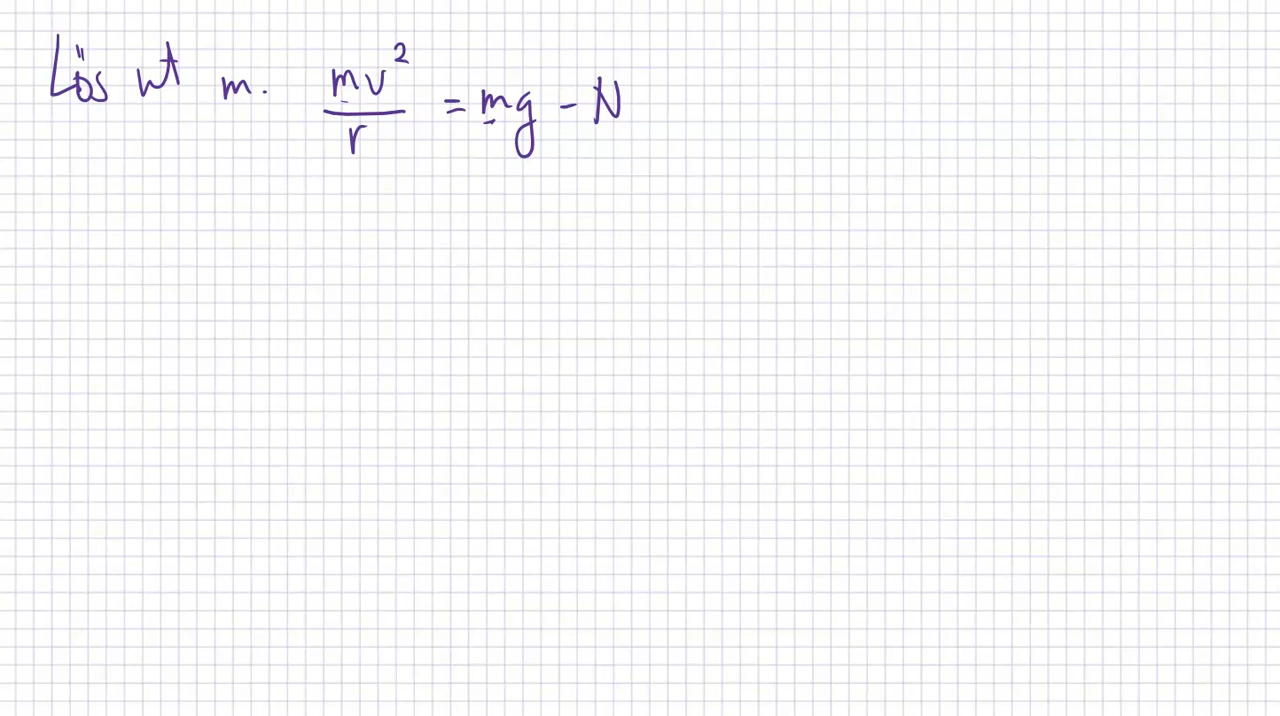 Lös ut m. mv²/r = mg - N